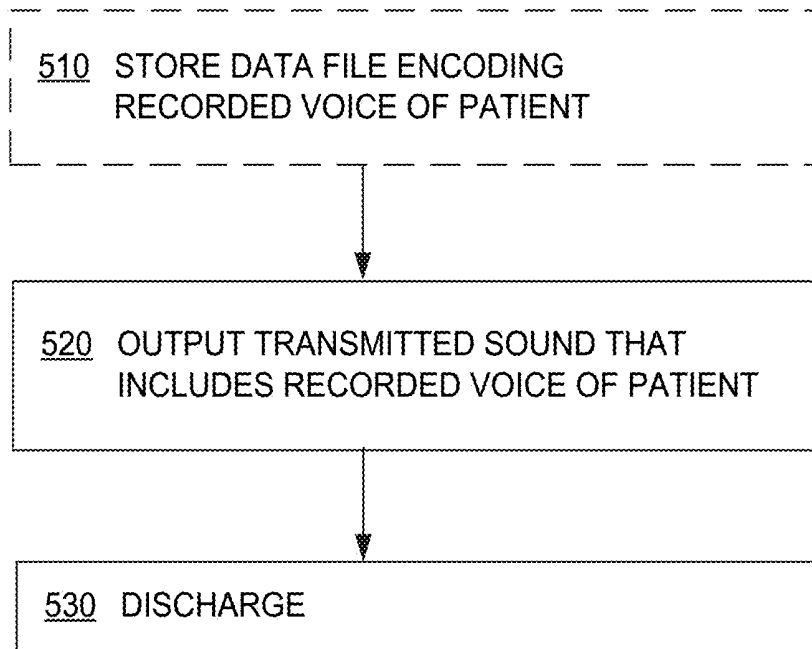 510 STORE DATA FILE ENCODING
RECORDED VOICE OF PATIENT
520 OUTPUT TRANSMITTED SOUND THAT
INCLUDES RECORDED VOICE OF PATIENT
530 DISCHARGE